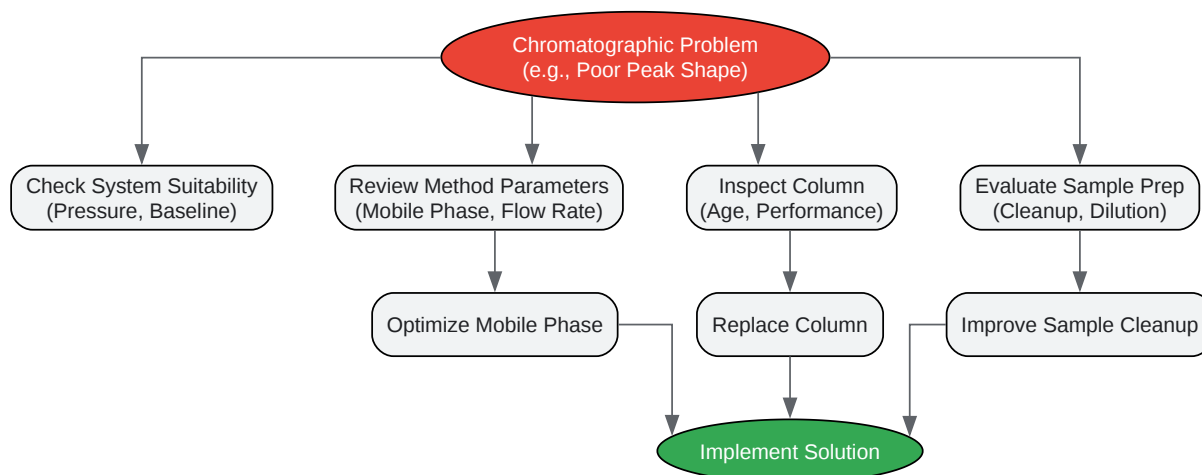 Chromatographic Problem
(e.g., Poor Peak Shape)
Check System Suitability
(Pressure, Baseline)
Review Method Parameters
(Mobile Phase, Flow Rate)
Inspect Column
(Age, Performance)
Evaluate Sample Prep
(Cleanup, Dilution)
Optimize Mobile Phase
Replace Column
Improve Sample Cleanup
Implement Solution